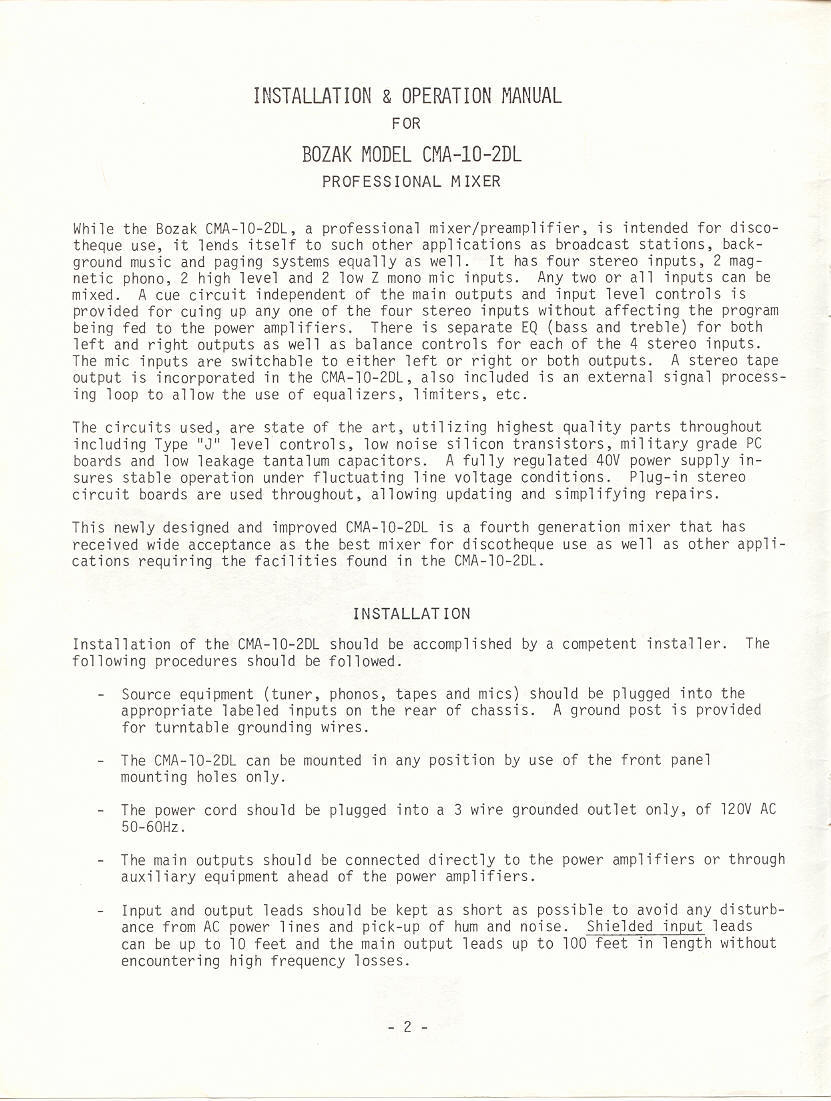 INSTALLATION & OPERATION MANUAL
FOR
BOZAK MODEL CMA-10-2DL
PROFESSIONAL MIXER
While the Bozak CMA-10-2DL, a professional mixer/preamplifier, is intended for disco-
theque use, it lends itself to such other applications as broadcast stations, back-
ground music and paging systems equally as well. It has four stereo inputs, 2 mag-
netic phono, 2 high level and 2 low Z mono mic inputs. Any two or all inputs can be
mixed. A cue circuit independent of the main outputs and input level controls is
provided for cuing up any one of the four stereo inputs without affecting the program
being fed to the power amplifiers. There is separate EQ (bass and treble) for both
left and right outputs as well as balance controls for each of the 4 stereo inputs.
The mic inputs are switchable to either left or right or both outputs. A stereo tape
output is incorporated in the CMA-10-2DL, also included is an external signal process-
ing loop to allow the use of equalizers, limiters, etc.
The circuits used, are state of the art, utilizing highest quality parts throughout
including Type "J" level controls, low noise silicon transistors, military grade PC
boards and low leakage tantalum capacitors. A fully regulated 40V power supply in-
sures stable operation under fluctuating line voltage conditions. Plug-in stereo
circuit boards are used throughout, allowing updating and simplifying repairs.
This newly designed and improved CMA-10-2DL is a fourth generation mixer that has
received wide acceptance as the best mixer for discotheque use as well as other appli-
cations requiring the facilities found in the CMA-10-2DL.
INSTALLATION
Installation of the CMA-10-2DL should be accomplished by a competent installer. The
following procedures should be followed.
- Source equipment (tuner, phonos, tapes and mics) should be plugged into the
appropriate labeled inputs on the rear of chassis. A ground post is provided
for turntable grounding wires.
- The CMA-10-2DL can be mounted in any position by use of the front panel
mounting holes only.
- The power cord should be plugged into a 3 wire grounded outlet only, of 120V AC
50-60Hz.
- The main outputs should be connected directly to the power amplifiers or through
auxiliary equipment ahead of the power amplifiers.
- Input and output leads should be kept as short as possible to avoid any disturb-
ance from AC power lines and pick-up of hum and noise. Shielded input leads
can be up to 10 feet and the main output leads up to 100 feet in length without
encountering high frequency losses.
- 2 -